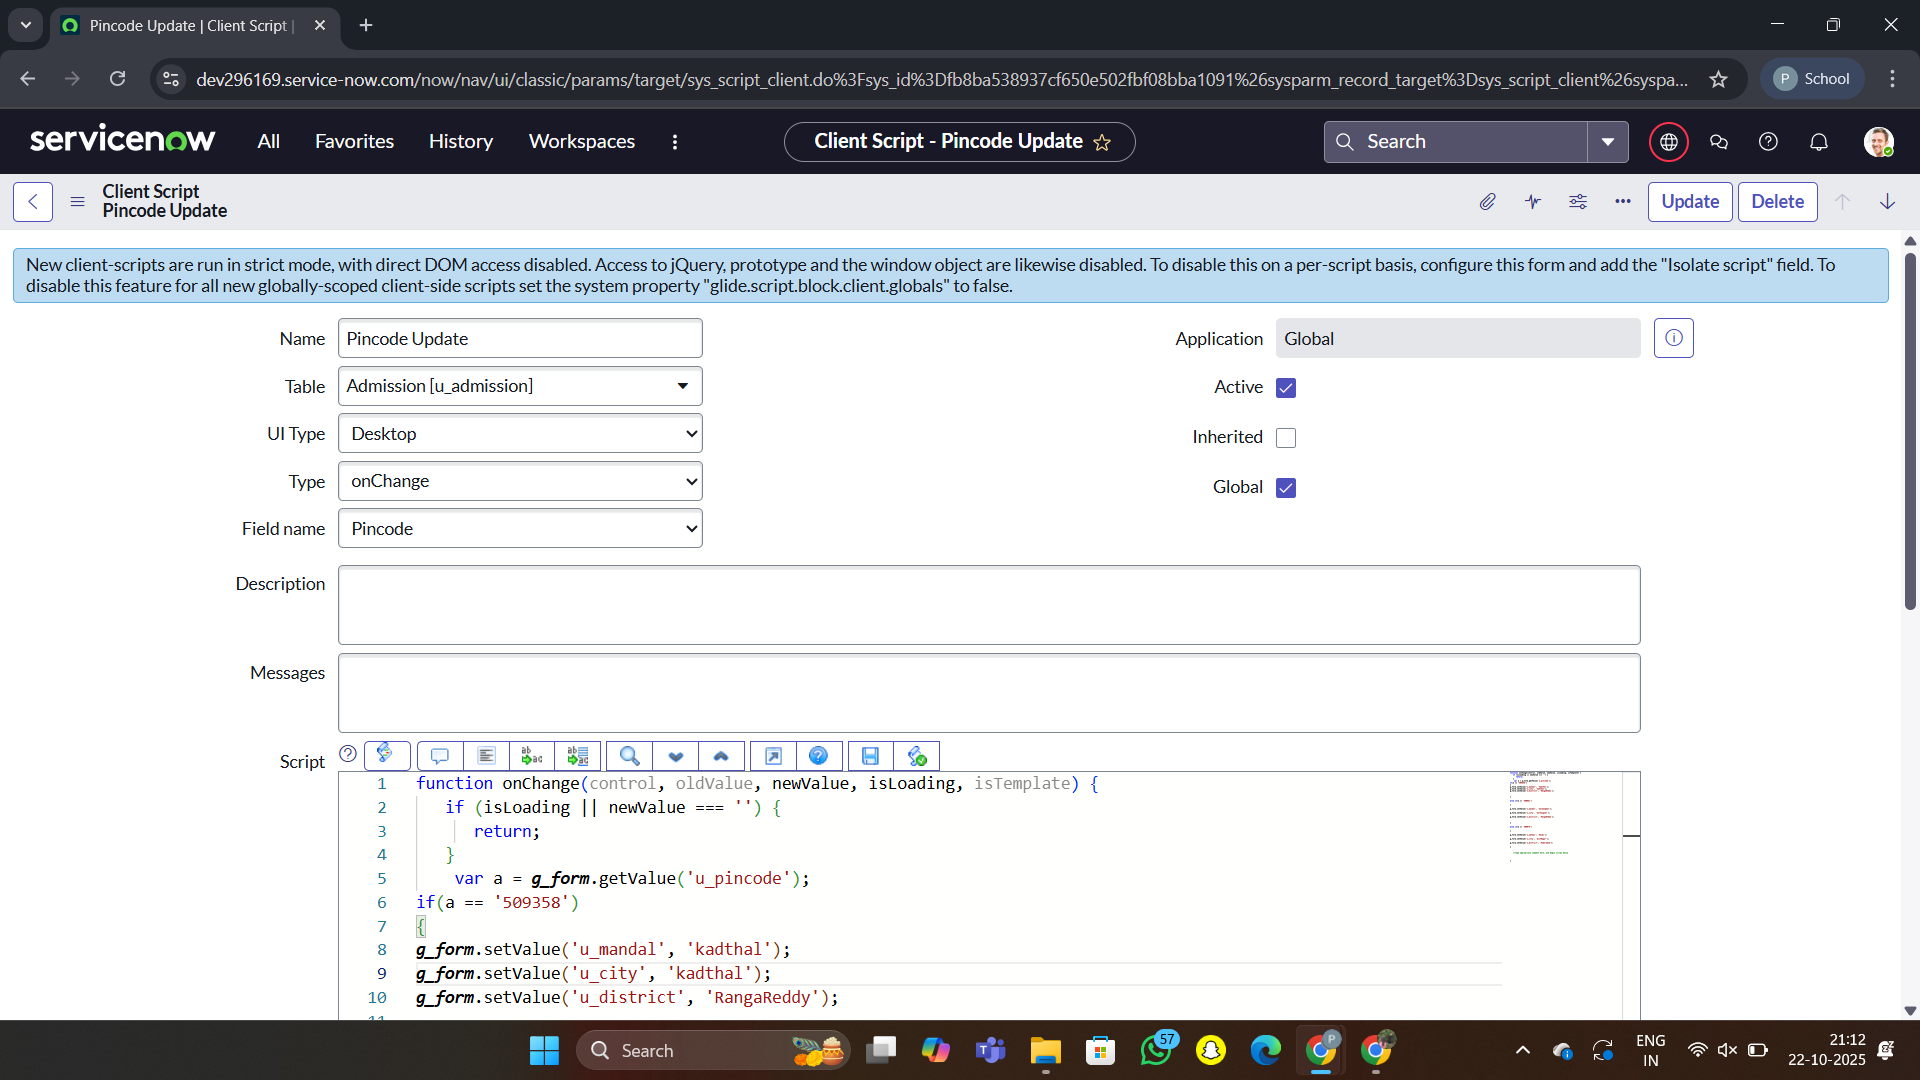 Pincode Update | Client Script |
dev296169.service-now.com/now/nav/ui/classic/params/target/sys_script_client.do%3Fsys_id%3Dfb8ba538937cf650e502fbf08bba1091%26sysparm_record_target%3Dsys_script_client%26syspa...
P School
servicenow All Favorites History Workspaces Client Script - Pincode Update Search
Client Script
Pincode Update
Update Delete
New client-scripts are run in strict mode, with direct DOM access disabled. Access to jQuery, prototype and the window object are likewise disabled. To disable this on a per-script basis, configure this form and add the "Isolate script" field. To
disable this feature for all new globally-scoped client-side scripts set the system property "glide.script.block.client.globals" to false.
Name Pincode Update
Application Global
Table Admission [u_admission]
Active
UI Type Desktop
Inherited
Type onChange
Global
Field name Pincode
Description
Messages
Script
1 function onChange(control, oldValue, newValue, isLoading, isTemplate) {
2 if (isLoading || newValue === '') {
3 return;
4 }
5 var a = g_form.getValue('u_pincode');
6 if(a == '509358')
7 {
8 g_form.setValue('u_mandal', 'kadthal');
9 g_form.setValue('u_city', 'kadthal');
10 g_form.setValue('u_district', 'RangaReddy');
11
Search
57
P
ENG
IN
21:12
22-10-2025